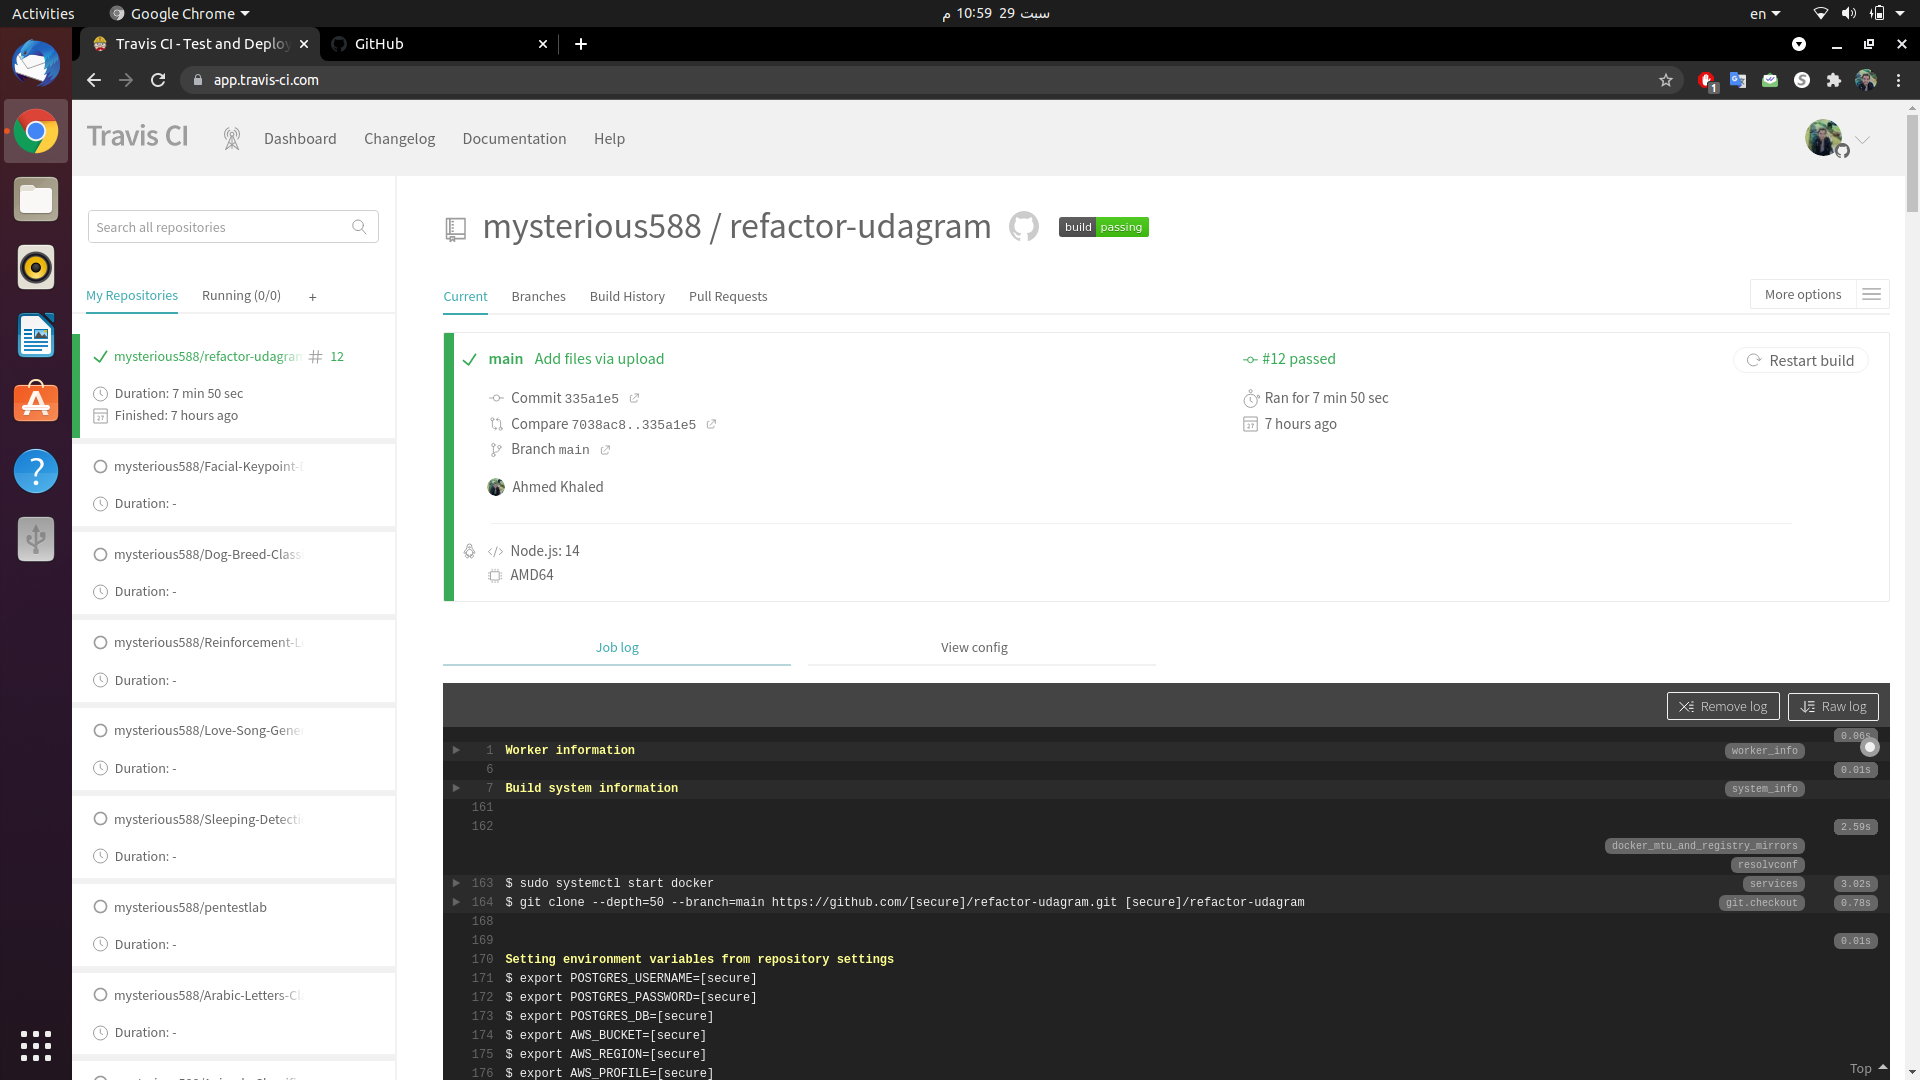 Activities
Google Chrome
سبت 29 10:59 م
en
Travis CI - Test and Deploy
GitHub
app.travis-ci.com
1
Travis CI
Dashboard
Changelog
Documentation
Help
Search all repositories
My Repositories
Running (0/0)
+
mysterious588/refactor-udagram
# 12
Duration: 7 min 50 sec
Finished: 7 hours ago
mysterious588/Facial-Keypoint-
Duration: -
mysterious588/Dog-Breed-Class
Duration: -
mysterious588/Reinforcement-L
Duration: -
mysterious588/Love-Song-Gene
Duration: -
mysterious588/Sleeping-Detecti
Duration: -
mysterious588/pentestlab
Duration: -
mysterious588/Arabic-Letters-Cl
Duration: -
mysterious588 / refactor-udagram
build passing
Current
Branches
Build History
Pull Requests
More options
main Add files via upload
Commit 335a1e5
Compare 7038ac8..335a1e5
Branch main
Ahmed Khaled
#12 passed
Ran for 7 min 50 sec
7 hours ago
Restart build
Node.js: 14
AMD64
Job log
View config
Remove log
Raw log
0.06s
1 Worker information worker_info
6 0.01s
7 Build system information system_info
161
162 2.59s
docker_mtu_and_registry_mirrors
resolvconf
163 $ sudo systemctl start docker services 3.02s
164 $ git clone --depth=50 --branch=main https://github.com/[secure]/refactor-udagram.git [secure]/refactor-udagram git.checkout 0.78s
168
169 0.01s
170 Setting environment variables from repository settings
171 $ export POSTGRES_USERNAME=[secure]
172 $ export POSTGRES_PASSWORD=[secure]
173 $ export POSTGRES_DB=[secure]
174 $ export AWS_BUCKET=[secure]
175 $ export AWS_REGION=[secure]
176 $ export AWS_PROFILE=[secure]
Top